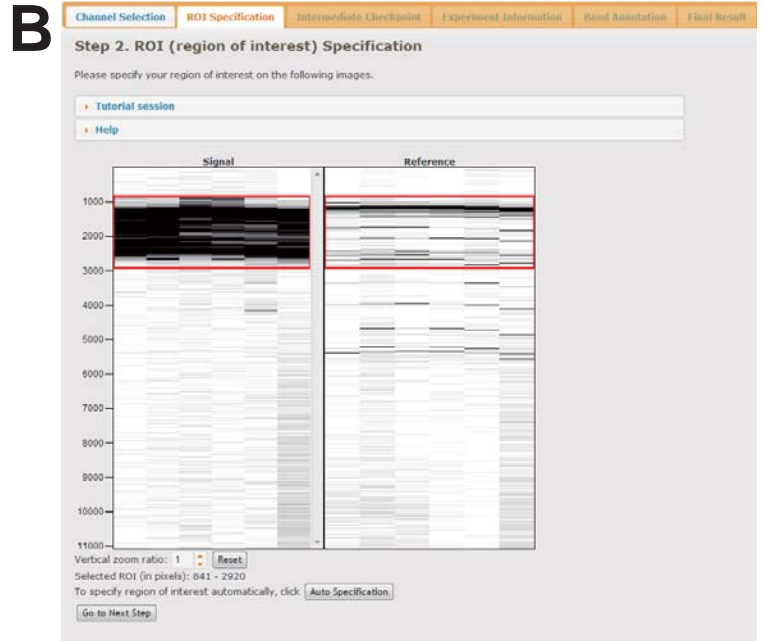 B
Channel Selection ROI Specification Intermediate Checkpoint Experiment Information Band Annotation Final Result
Step 2. ROI (region of interest) Specification
Please specify your region of interest on the following images.
Tutorial session
Help
Signal Reference
1000
2000
3000
4000
5000
6000
7000
8000
9000
10000
11000
Vertical zoom ratio: 1 Reset
Selected ROI (in pixels): 841 - 2920
To specify region of interest automatically, click Auto Specification
Go to Next Step